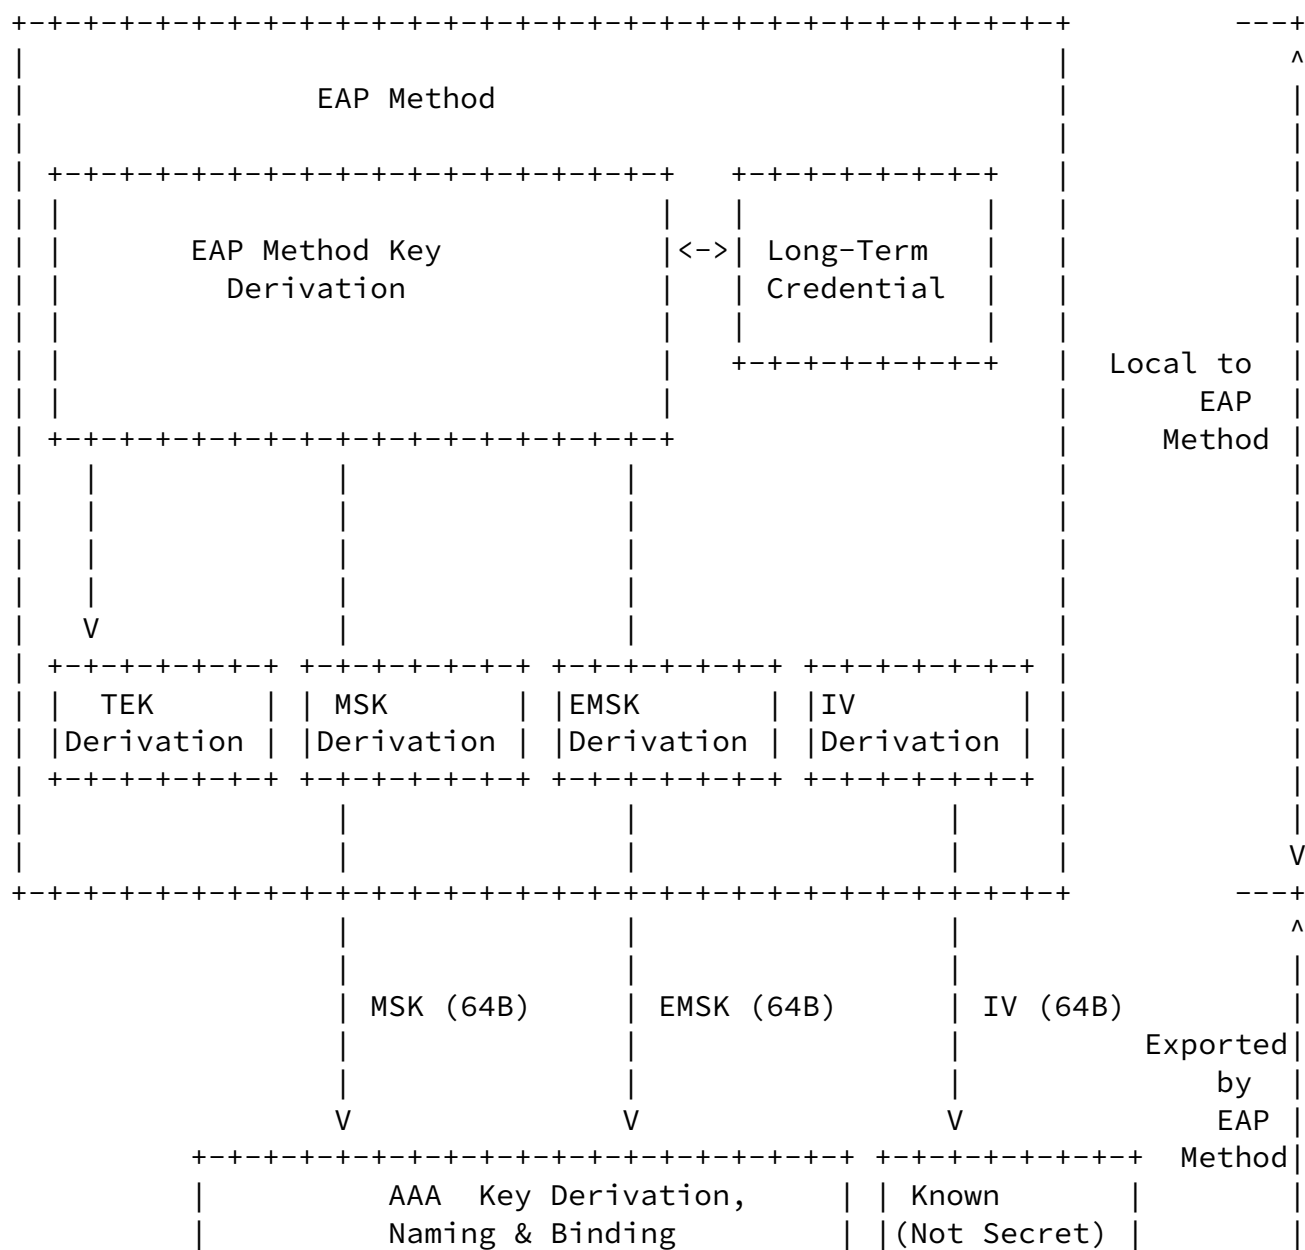 +-+-+-+-+-+-+-+-+-+-+-+-+-+-+-+-+-+-+-+-+-+-+-+-+-+-+-+-+-+         ---+
|                                                         |            ^
|                EAP Method                               |            |
|                                                         |            |
| +-+-+-+-+-+-+-+-+-+-+-+-+-+-+-+-+-+-+   +-+-+-+-+-+-+-+   |            |
| |                                 |   |             |   |            |
| |       EAP Method Key            |<->| Long-Term   |   |            |
| |         Derivation              |   | Credential  |   |            |
| |                                 |   |             |   |            |
| |                                 |   +-+-+-+-+-+-+-+   |  Local to  |
| |                                 |                     |       EAP  |
| +-+-+-+-+-+-+-+-+-+-+-+-+-+-+-+-+-+-+                     |     Method |
|   |             |               |                       |            |
|   |             |               |                       |            |
|   |             |               |                       |            |
|   |             |               |                       |            |
|   V             |               |                       |            |
| +-+-+-+-+-+-+ +-+-+-+-+-+-+ +-+-+-+-+-+-+ +-+-+-+-+-+-+ |            |
| |  TEK      | | MSK       | |EMSK       | |IV         | |            |
| |Derivation | |Derivation | |Derivation | |Derivation | |            |
| +-+-+-+-+-+-+ +-+-+-+-+-+-+ +-+-+-+-+-+-+ +-+-+-+-+-+-+ |            |
|                 |               |                 |     |            |
|                 |               |                 |     |            V
+-+-+-+-+-+-+-+-+-+-+-+-+-+-+-+-+-+-+-+-+-+-+-+-+-+-+-+-+-+         ---+
                  |               |                 |                  ^
                  |               |                 |                  |
                  | MSK (64B)     | EMSK (64B)      | IV (64B)         |
                  |               |                 |          Exported|
                  |               |                 |              by  |
                  V               V                 V              EAP |
          +-+-+-+-+-+-+-+-+-+-+-+-+-+-+-+-+-+-+-+ +-+-+-+-+-+-+-+  Method|
          |          AAA  Key Derivation,     | | Known       |        |
          |          Naming & Binding         | |(Not Secret) |        |